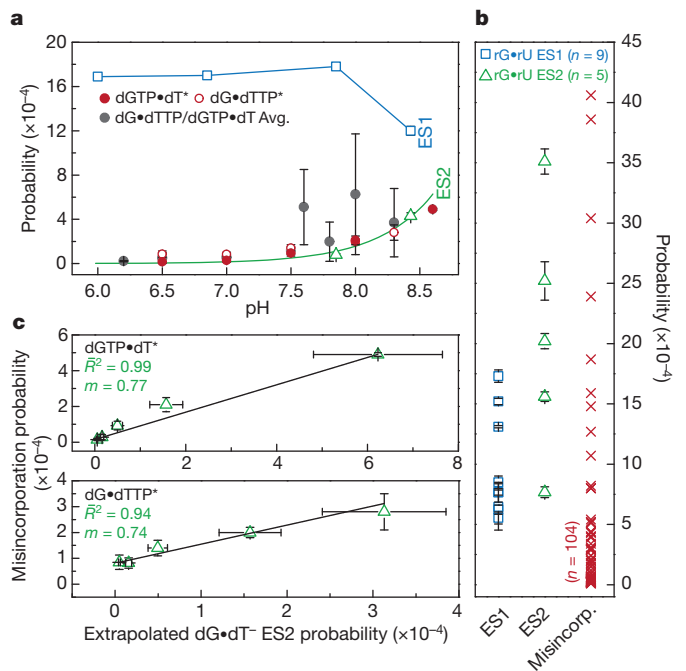 a
20
16
12
8
4
0
Probability (×10⁻⁴)
dGTP•dT*
dG•dTTP*
dG•dTTP/dGTP•dT Avg.
ES1
ES2
6.0 6.5 7.0 7.5 8.0 8.5
pH
b
rG•rU ES1 (n = 9)
rG•rU ES2 (n = 5)
45
40
35
30
25
20
15
10
5
0
Probability (×10⁻⁴)
(n = 104)
ES1
ES2
Misincorp.
c
Misincorporation probability
(×10⁻⁴)
6
4
2
0
dGTP•dT*
R̄² = 0.99
m = 0.77
0 2 4 6 8
4
3
2
1
0
dG•dTTP*
R̄² = 0.94
m = 0.74
0 1 2 3 4
Extrapolated dG•dT⁻ ES2 probability (×10⁻⁴)